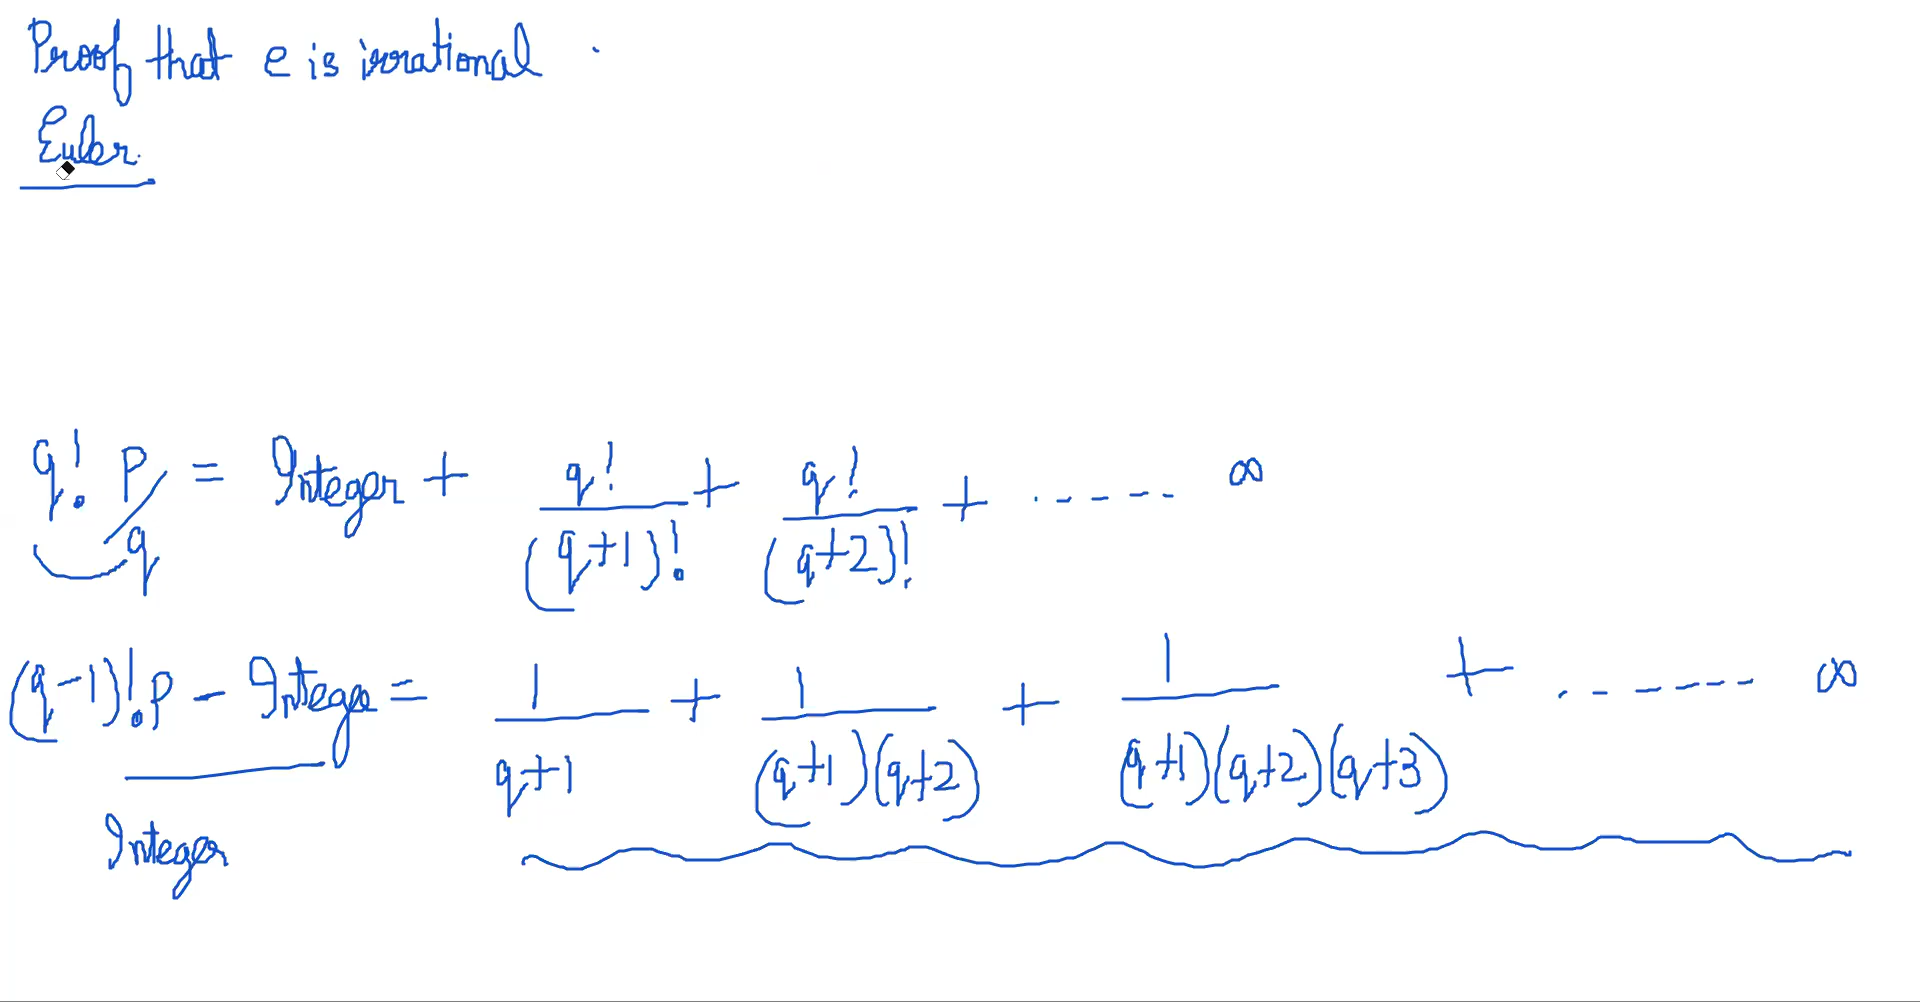 Proof that e is irrational
Euler.
q! p/q = Integer + q!/(q+1)! + q!/(q+2)! + ...... ∞
(q-1)! p - Integer = 1/(q+1) + 1/((q+1)(q+2)) + 1/((q+1)(q+2)(q+3)) + ....... ∞
Integer